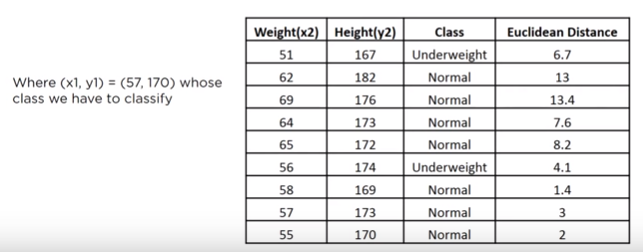 Where (x1, y1) = (57, 170) whose
class we have to classify
Weight(x2) Height(y2) Class Euclidean Distance
51 167 Underweight 6.7
62 182 Normal 13
69 176 Normal 13.4
64 173 Normal 7.6
65 172 Normal 8.2
56 174 Underweight 4.1
58 169 Normal 1.4
57 173 Normal 3
55 170 Normal 2